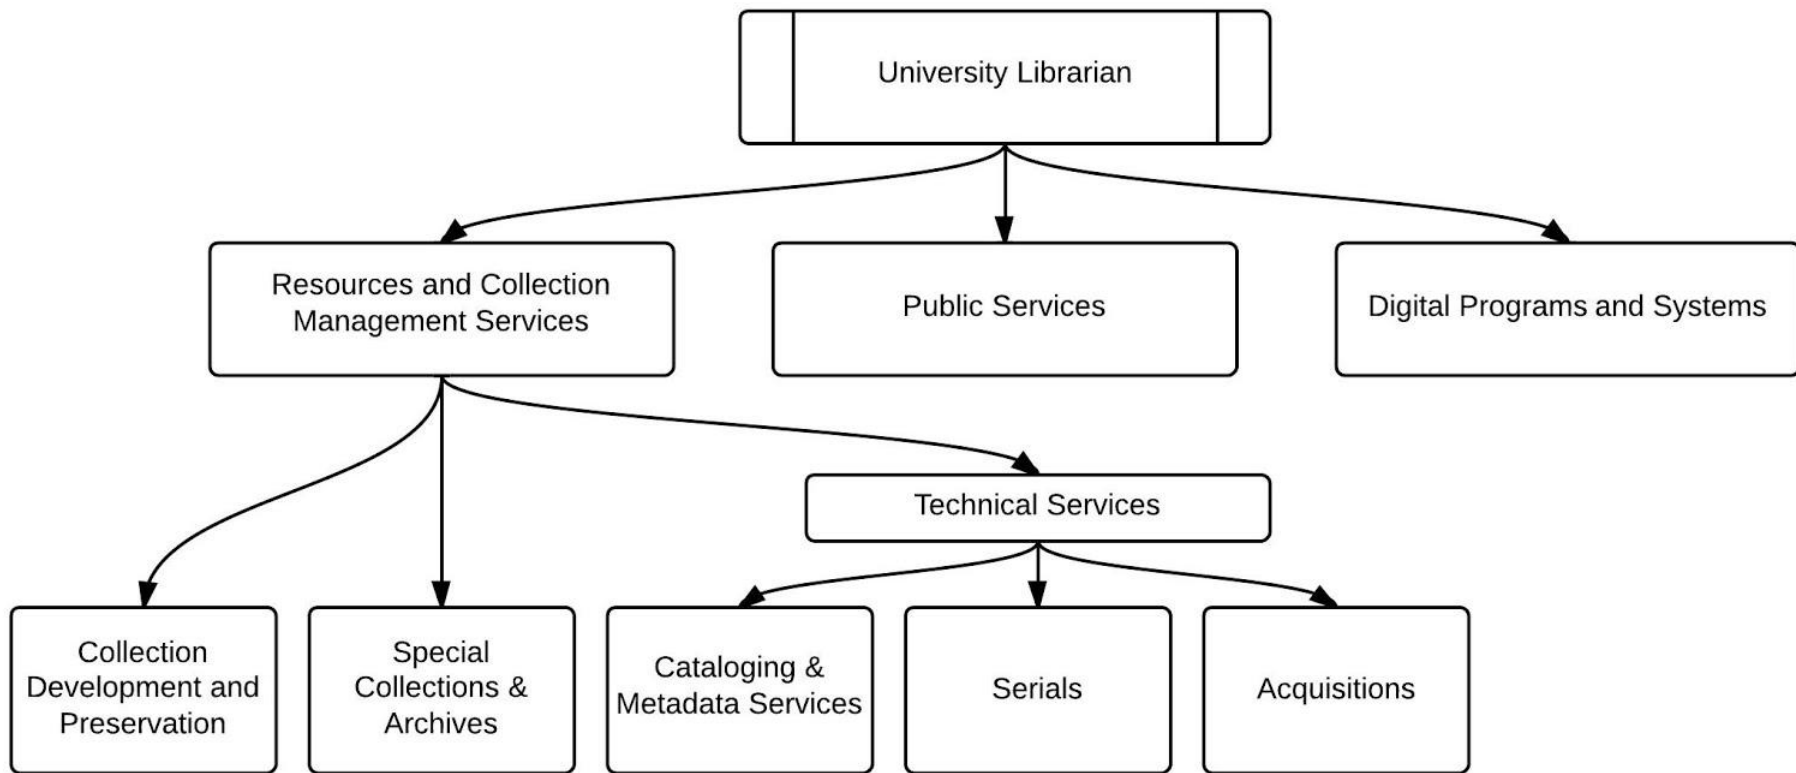 University Librarian
Resources and Collection
Management Services
Public Services
Digital Programs and Systems
Technical Services
Collection
Development and
Preservation
Special
Collections &
Archives
Cataloging &
Metadata Services
Serials
Acquisitions